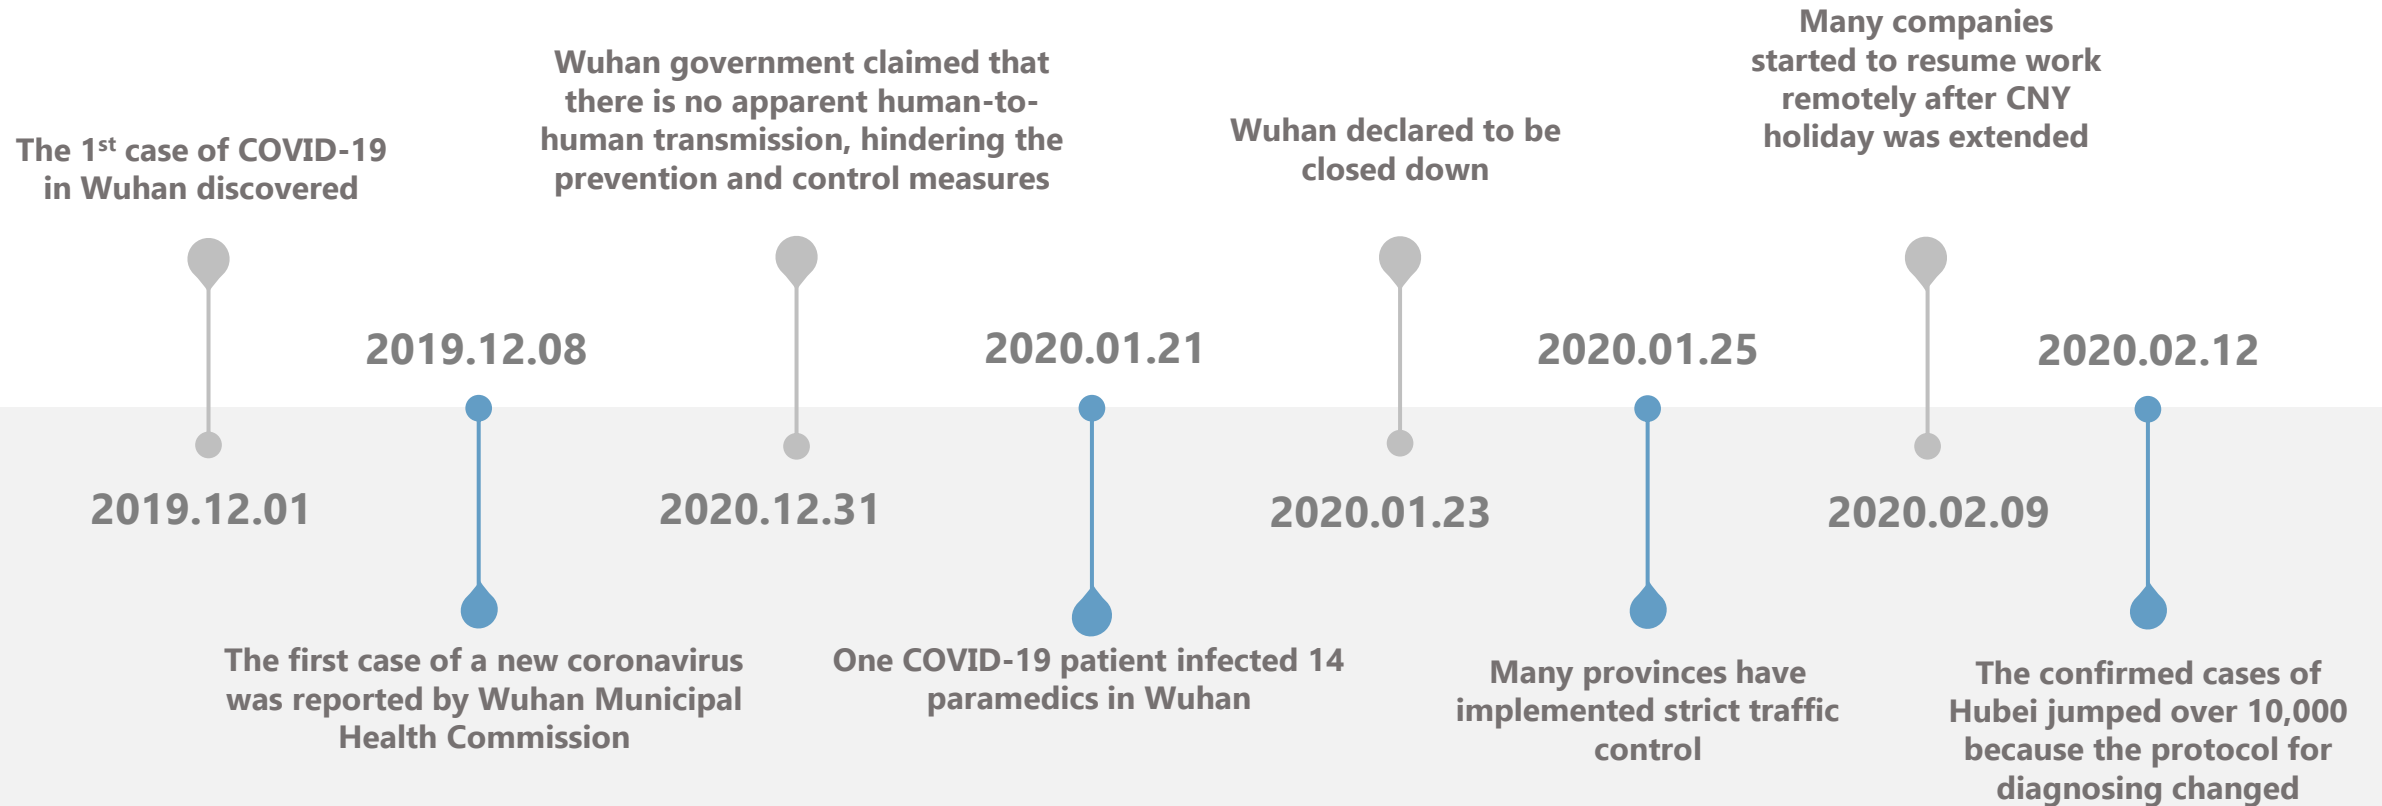 The 1st case of COVID-19
in Wuhan discovered
2019.12.01
2019.12.08
The first case of a new coronavirus
was reported by Wuhan Municipal
Health Commission
Wuhan government claimed that
there is no apparent human-to-
human transmission, hindering the
prevention and control measures
2020.12.31
2020.01.21
One COVID-19 patient infected 14
paramedics in Wuhan
Wuhan declared to be
closed down
2020.01.23
2020.01.25
Many provinces have
implemented strict traffic
control
Many companies
started to resume work
remotely after CNY
holiday was extended
2020.02.09
2020.02.12
The confirmed cases of
Hubei jumped over 10,000
because the protocol for
diagnosing changed